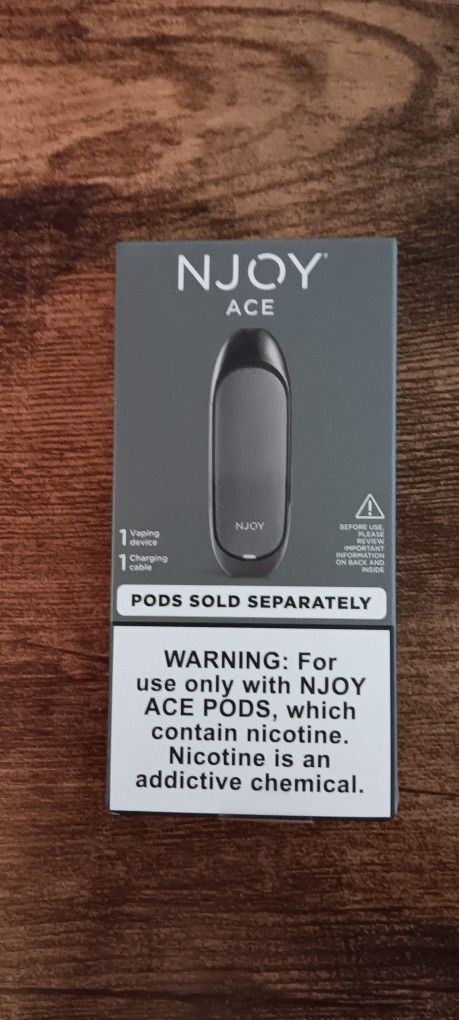 NJOY
ACE
NJOY
1 Vaping
device
1 Charging
cable
BEFORE USE,
PLEASE
REVIEW
IMPORTANT
INFORMATION
ON BACK AND
INSIDE
PODS SOLD SEPARATELY
WARNING: For
use only with NJOY
ACE PODS, which
contain nicotine.
Nicotine is an
addictive chemical.